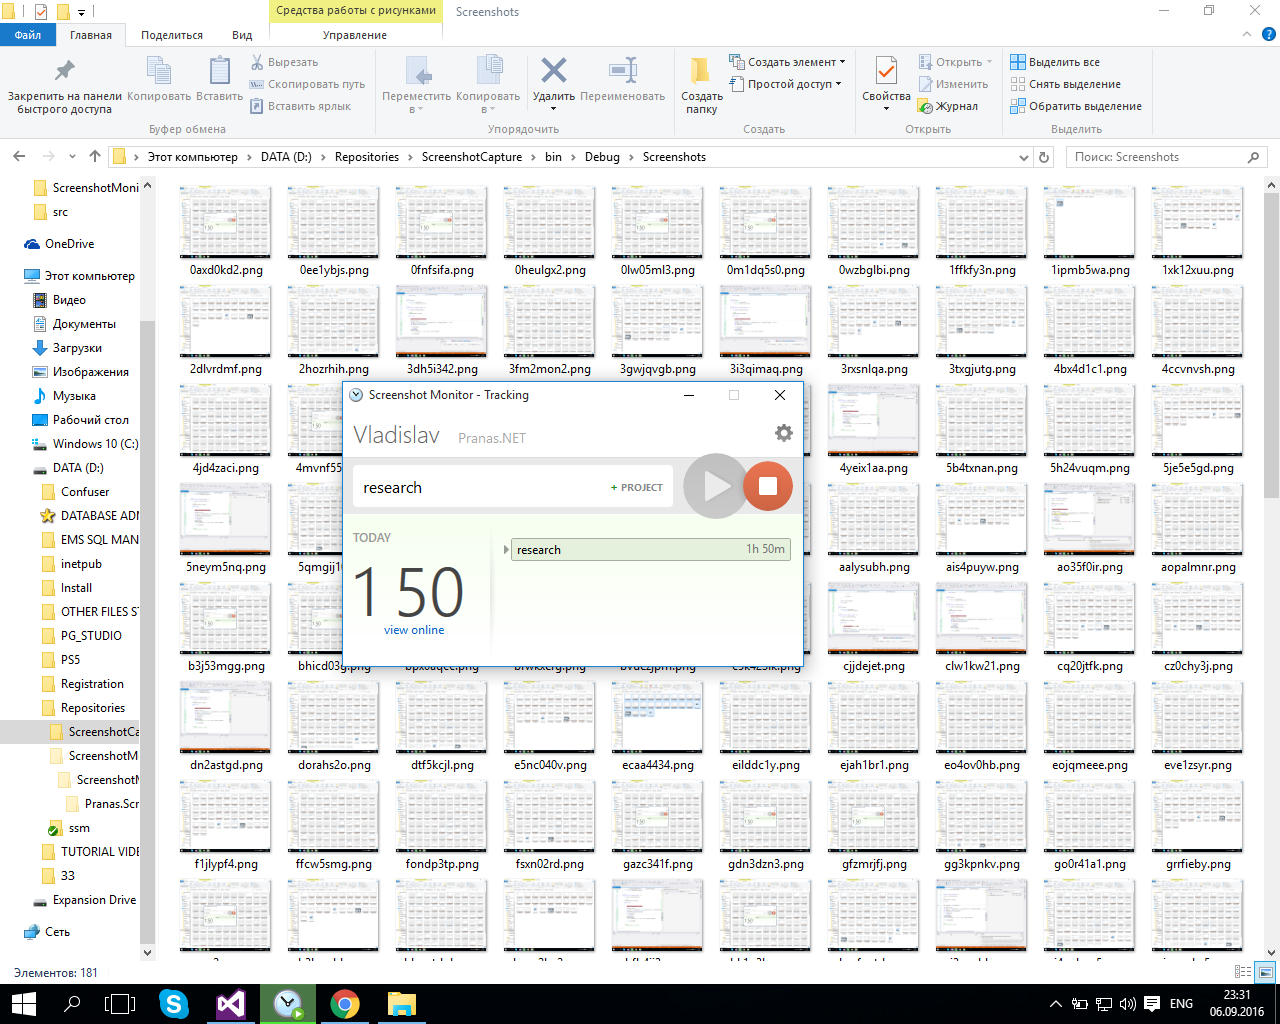 Средства работы с рисунками
Screenshots
Файл
Главная
Поделиться
Вид
Управление
Закрепить на панели быстрого доступа
Копировать
Вставить
Вырезать
Скопировать путь
Вставить ярлык
Буфер обмена
Переместить в
Копировать в
Удалить
Переименовать
Упорядочить
Создать папку
Создать элемент
Простой доступ
Создать
Свойства
Открыть
Изменить
Журнал
Открыть
Выделить все
Снять выделение
Обратить выделение
Выделить
Этот компьютер
DATA (D:)
Repositories
ScreenshotCapture
bin
Debug
Screenshots
Поиск: Screenshots
ScreenshotMoni
src
OneDrive
Этот компьютер
Видео
Документы
Загрузки
Изображения
Музыка
Рабочий стол
Windows 10 (C:)
DATA (D:)
Confuser
DATABASE ADM
EMS SQL MAN
inetpub
Install
OTHER FILES ST
PG_STUDIO
PS5
Registration
Repositories
ScreenshotCa
ScreenshotM
ScreenshotM
Pranas.Scr
ssm
TUTORIAL VIDE
33
Expansion Drive
Сеть
0axd0kd2.png 0ee1ybjs.png 0fnfsifa.png 0heulgx2.png 0lw05ml3.png 0m1dq5s0.png 0wzbglbi.png 1ffkfy3n.png 1ipmb5wa.png 1xk12xuu.png
2dlvrdmf.png 2hozrhih.png 3dh5i342.png 3fm2mon2.png 3gwjqvgb.png 3i3qimaq.png 3rxsnlqa.png 3txgjutg.png 4bx4d1c1.png 4ccvnvsh.png
4jd4zaci.png 4mvnf55 4yeix1aa.png 5b4txnan.png 5h24vuqm.png 5je5e5gd.png
5neym5nq.png 5qmgij1 aalysubh.png ais4puyw.png ao35f0ir.png aopalmnr.png
b3j53mgg.png bhicd03g cjjdejet.png clw1kw21.png cq20jtfk.png cz0chy3j.png
dn2astgd.png dorahs2o.png dtf5kcjl.png e5nc040v.png ecaa4434.png eilddc1y.png ejah1br1.png eo4ov0hb.png eojqmeee.png eve1zsyr.png
f1jlypf4.png ffcw5smg.png fondp3tp.png fsxn02rd.png gazc341f.png gdn3dzn3.png gfzmrjfj.png gg3kpnkv.png go0r41a1.png grrfieby.png
Screenshot Monitor - Tracking
Vladislav
Pranas.NET
research
+ PROJECT
TODAY
1 50
view online
research
1h 50m
Элементов: 181
ENG
23:31
06.09.2016